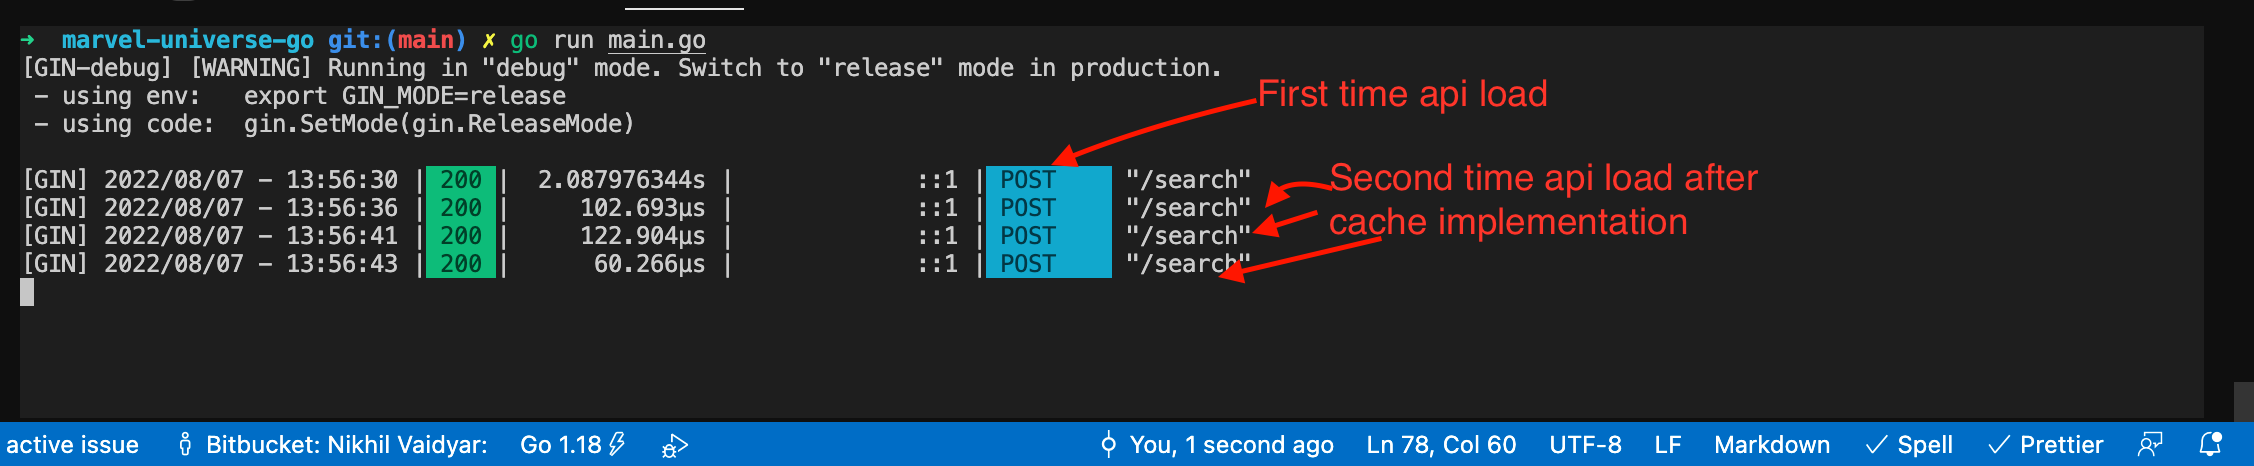 ➜ marvel-universe-go git:(main) ✗ go run main.go
[GIN-debug] [WARNING] Running in "debug" mode. Switch to "release" mode in production.
- using env: export GIN_MODE=release
- using code: gin.SetMode(gin.ReleaseMode)
First time api load
[GIN] 2022/08/07 - 13:56:30 | 200 | 2.087976344s | ::1 | POST "/search"
[GIN] 2022/08/07 - 13:56:36 | 200 | 102.693µs | ::1 | POST "/search"
[GIN] 2022/08/07 - 13:56:41 | 200 | 122.904µs | ::1 | POST "/search"
[GIN] 2022/08/07 - 13:56:43 | 200 | 60.266µs | ::1 | POST "/search"
Second time api load after
cache implementation
active issue Bitbucket: Nikhil Vaidyar: Go 1.18 You, 1 second ago Ln 78, Col 60 UTF-8 LF Markdown ✓ Spell ✓ Prettier